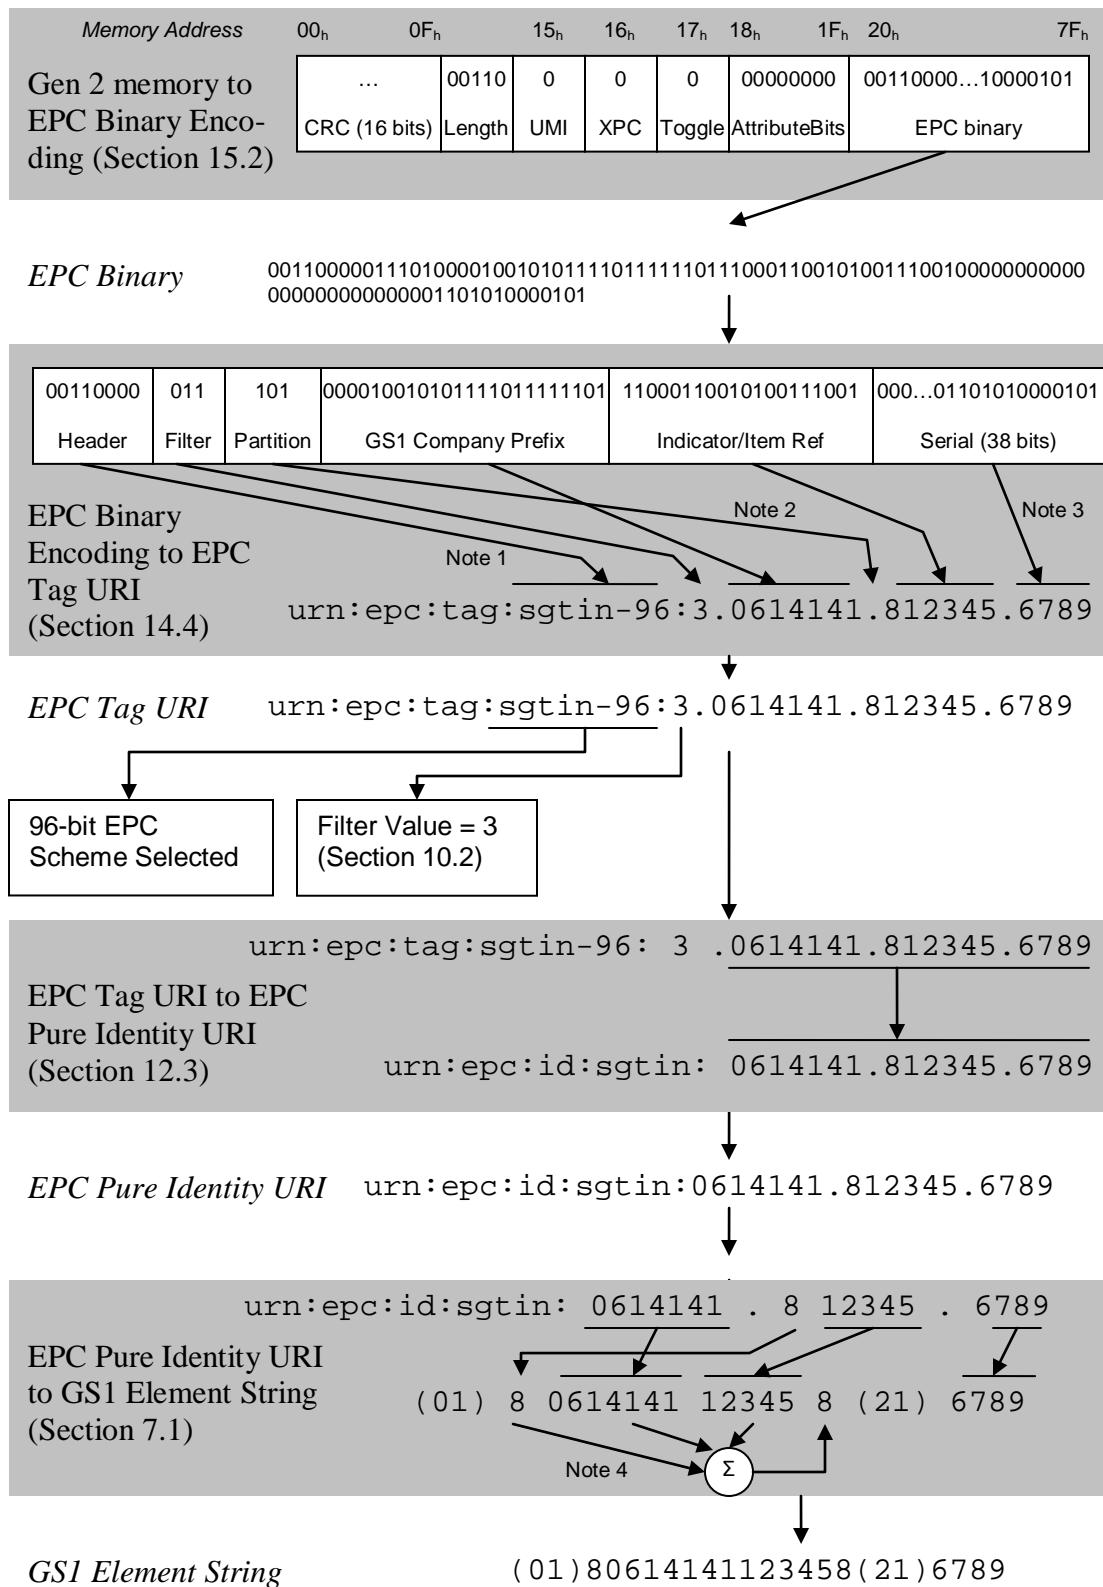 Memory Address 00h 0Fh 15h 16h 17h 18h 1Fh 20h 7Fh
Gen 2 memory to
EPC Binary Enco-
ding (Section 15.2)
… 00110 0 0 0 00000000 00110000…10000101
CRC (16 bits) Length UMI XPC Toggle AttributeBits EPC binary
EPC Binary
001100000111010000100101011110111111011100011001010011100100000000000
000000000000001101010000101
00110000 011 101 000010010101111011111101 11000110010100111001 000…01101010000101
Header Filter Partition GS1 Company Prefix Indicator/Item Ref Serial (38 bits)
EPC Binary
Encoding to EPC
Tag URI
(Section 14.4)
Note 1
Note 2
Note 3
urn:epc:tag:sgtin-96:3.0614141.812345.6789
EPC Tag URI urn:epc:tag:sgtin-96:3.0614141.812345.6789
96-bit EPC
Scheme Selected
Filter Value = 3
(Section 10.2)
urn:epc:tag:sgtin-96: 3 .0614141.812345.6789
EPC Tag URI to EPC
Pure Identity URI
(Section 12.3)
urn:epc:id:sgtin: 0614141.812345.6789
EPC Pure Identity URI urn:epc:id:sgtin:0614141.812345.6789
urn:epc:id:sgtin: 0614141 . 8 12345 . 6789
EPC Pure Identity URI
to GS1 Element String
(Section 7.1)
(01) 8 0614141 12345 8 (21) 6789
Note 4
Σ
GS1 Element String (01)80614141123458(21)6789